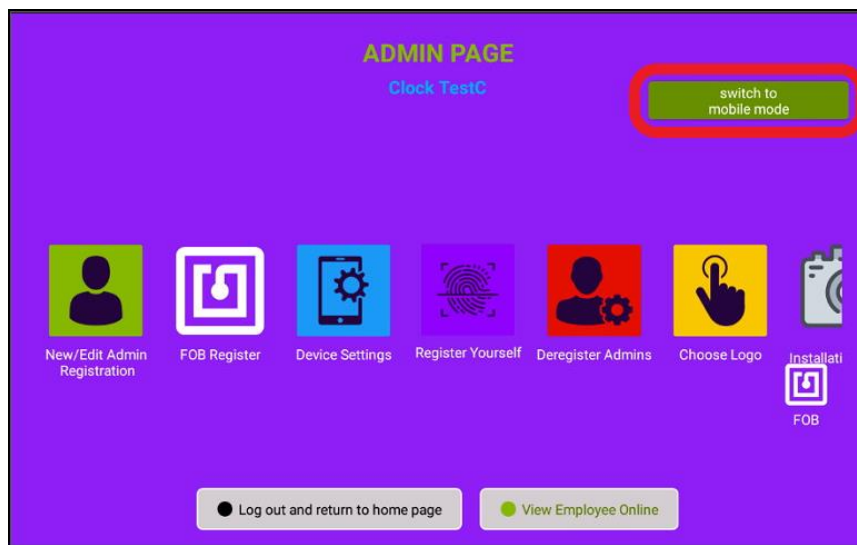 ADMIN PAGE
Clock TestC
switch to
mobile mode
New/Edit Admin
Registration
FOB Register
Device Settings
Register Yourself
Deregister Admins
Choose Logo
Installati
FOB
Log out and return to home page
View Employee Online